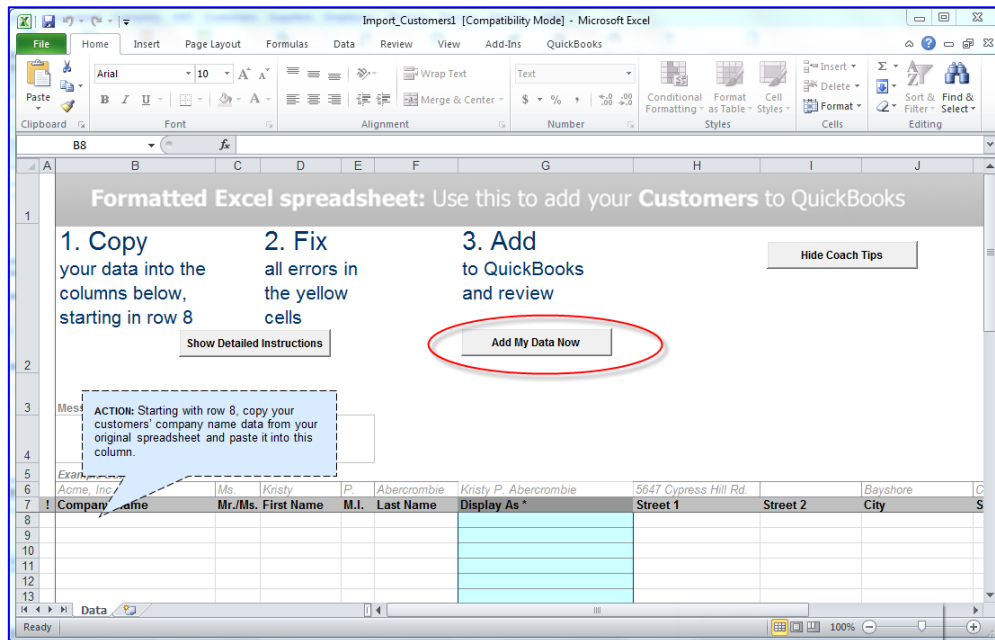 Import_Customers1 [Compatibility Mode] - Microsoft Excel
File Home Insert Page Layout Formulas Data Review View Add-Ins QuickBooks
Paste
Arial 10
B I U
Wrap Text
Merge & Center
Text
$ % ,
Conditional Formatting
Format as Table
Cell Styles
Insert
Delete
Format
Sort & Filter
Find & Select
Clipboard Font Alignment Number Styles Cells Editing
B8 fx
A B C D E F G H I J
1 Formatted Excel spreadsheet: Use this to add your Customers to QuickBooks
1. Copy
your data into the
columns below,
starting in row 8
2. Fix
all errors in
the yellow
cells
3. Add
to QuickBooks
and review
Hide Coach Tips
Show Detailed Instructions
Add My Data Now
2
3
ACTION: Starting with row 8, copy your
customers' company name data from your
original spreadsheet and paste it into this
column.
4
5
6 Acme, Inc. Ms. Kristy P. Abercrombie Kristy P. Abercrombie 5647 Cypress Hill Rd. Bayshore
7 ! Company Name Mr./Ms. First Name M.I. Last Name Display As * Street 1 Street 2 City S
8
9
10
11
12
13
Data
Ready 100%